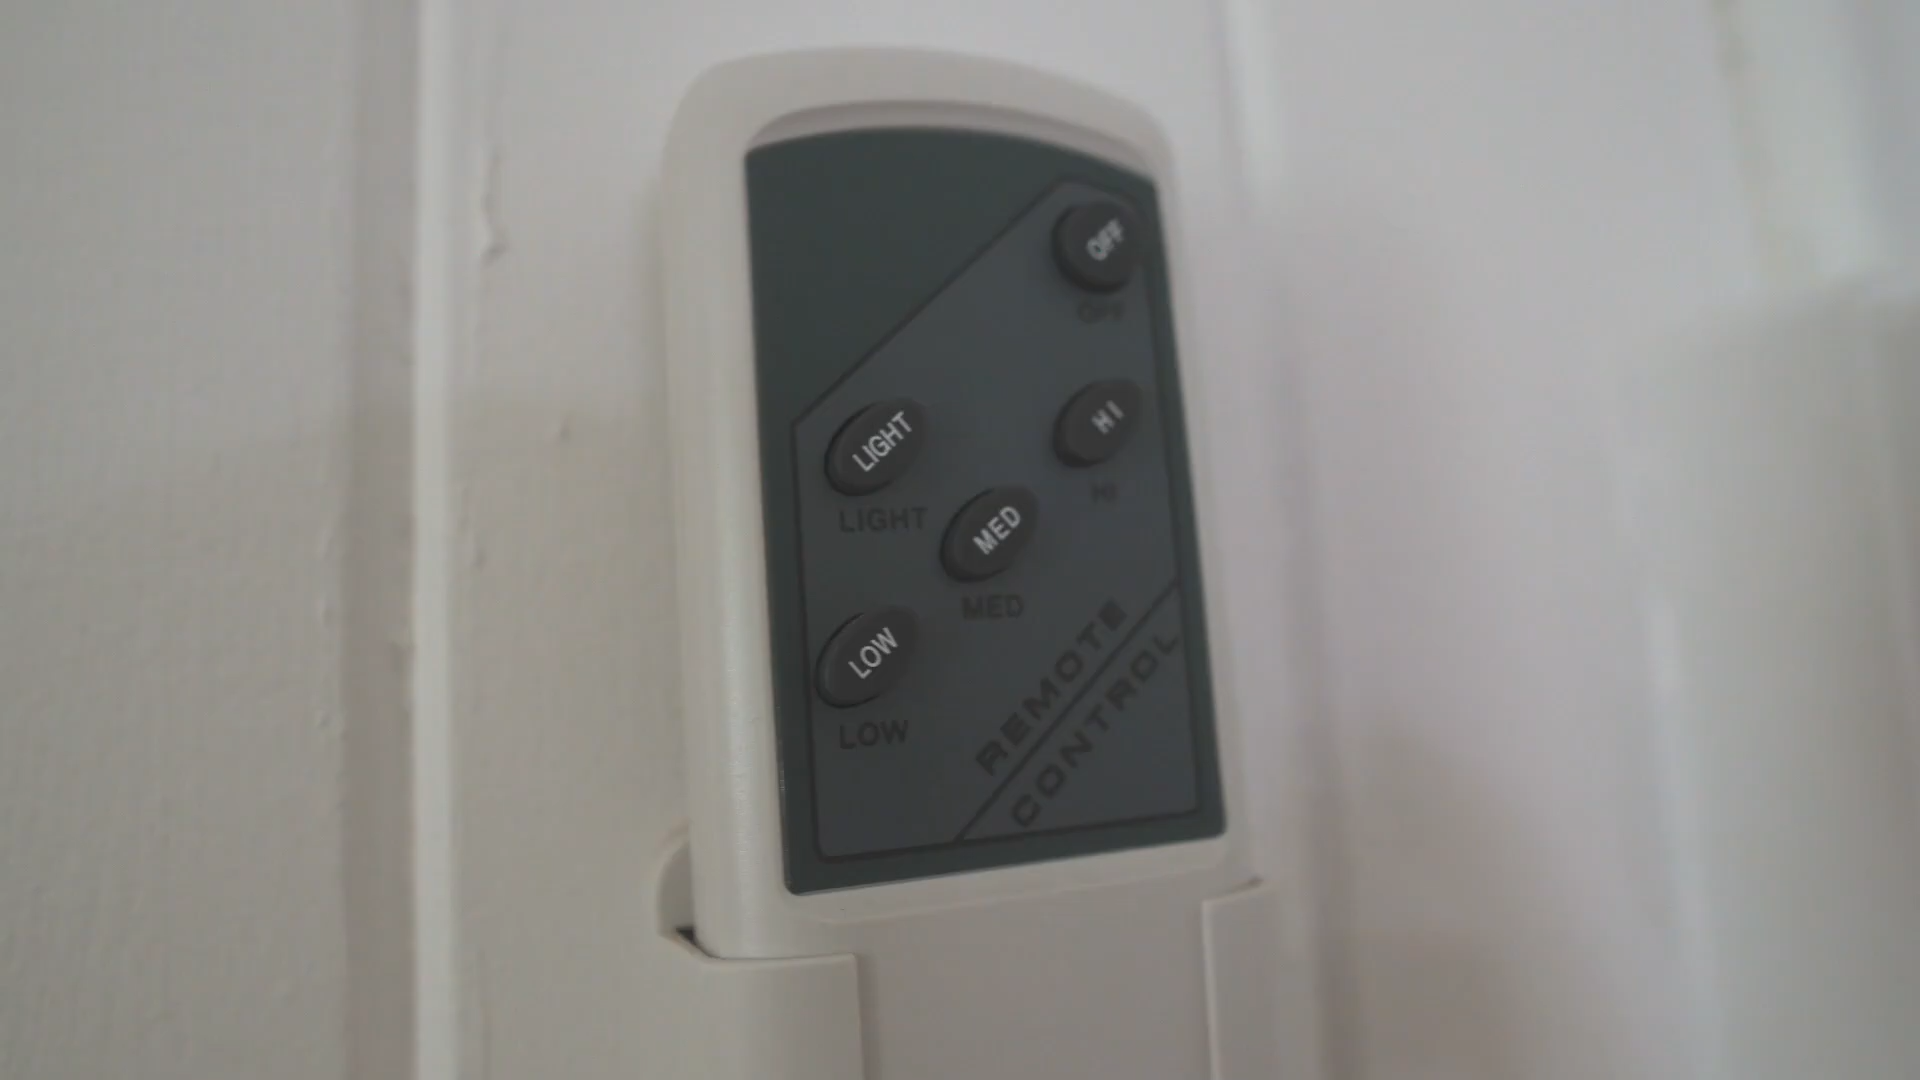 OFF
OFF
LIGHT
LIGHT
HI
HI
MED
MED
LOW
LOW
REMOTE
CONTROL